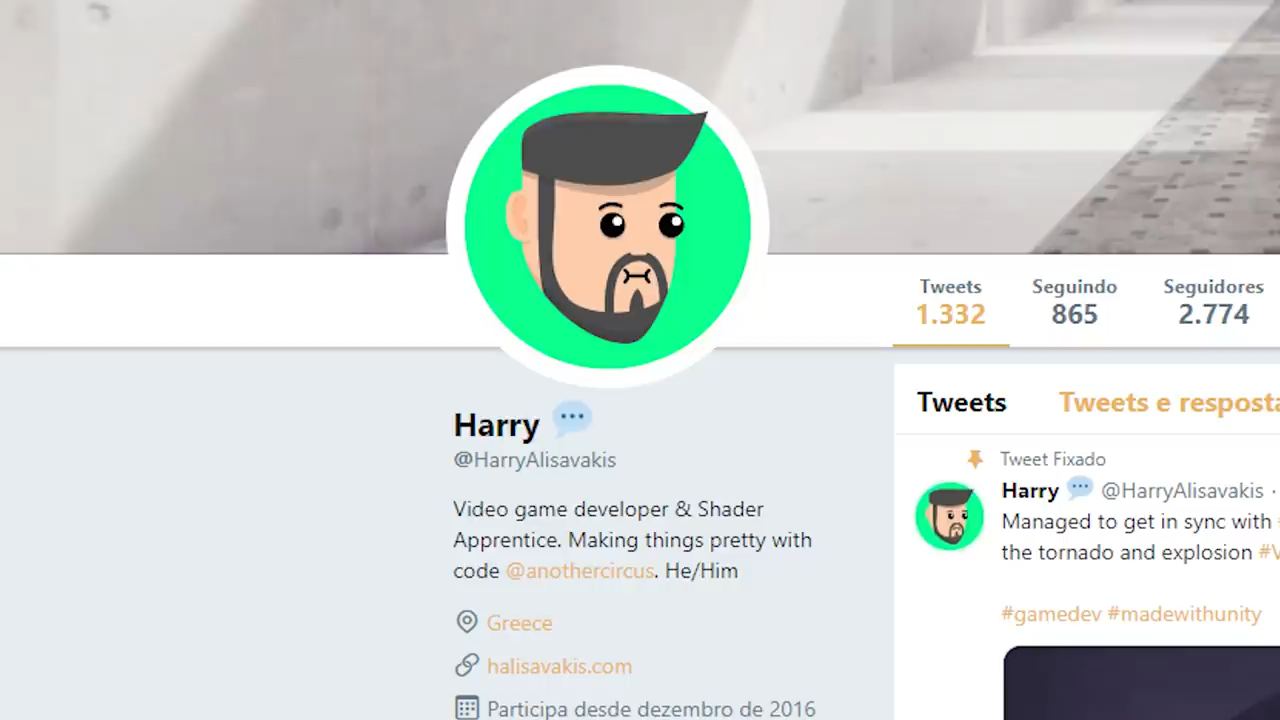 Tweets Seguindo Seguidores
1.332 865 2.774
Harry
@HarryAlisavakis
Video game developer & Shader
Apprentice. Making things pretty with
code @anothercircus. He/Him
Greece
halisavakis.com
Participa desde dezembro de 2016
Tweets Tweets e
Tweet Fixado
Harry @HarryAlisavakis ·
Managed to get in sync with
the tornado and explosion
#gamedev #madewithunity